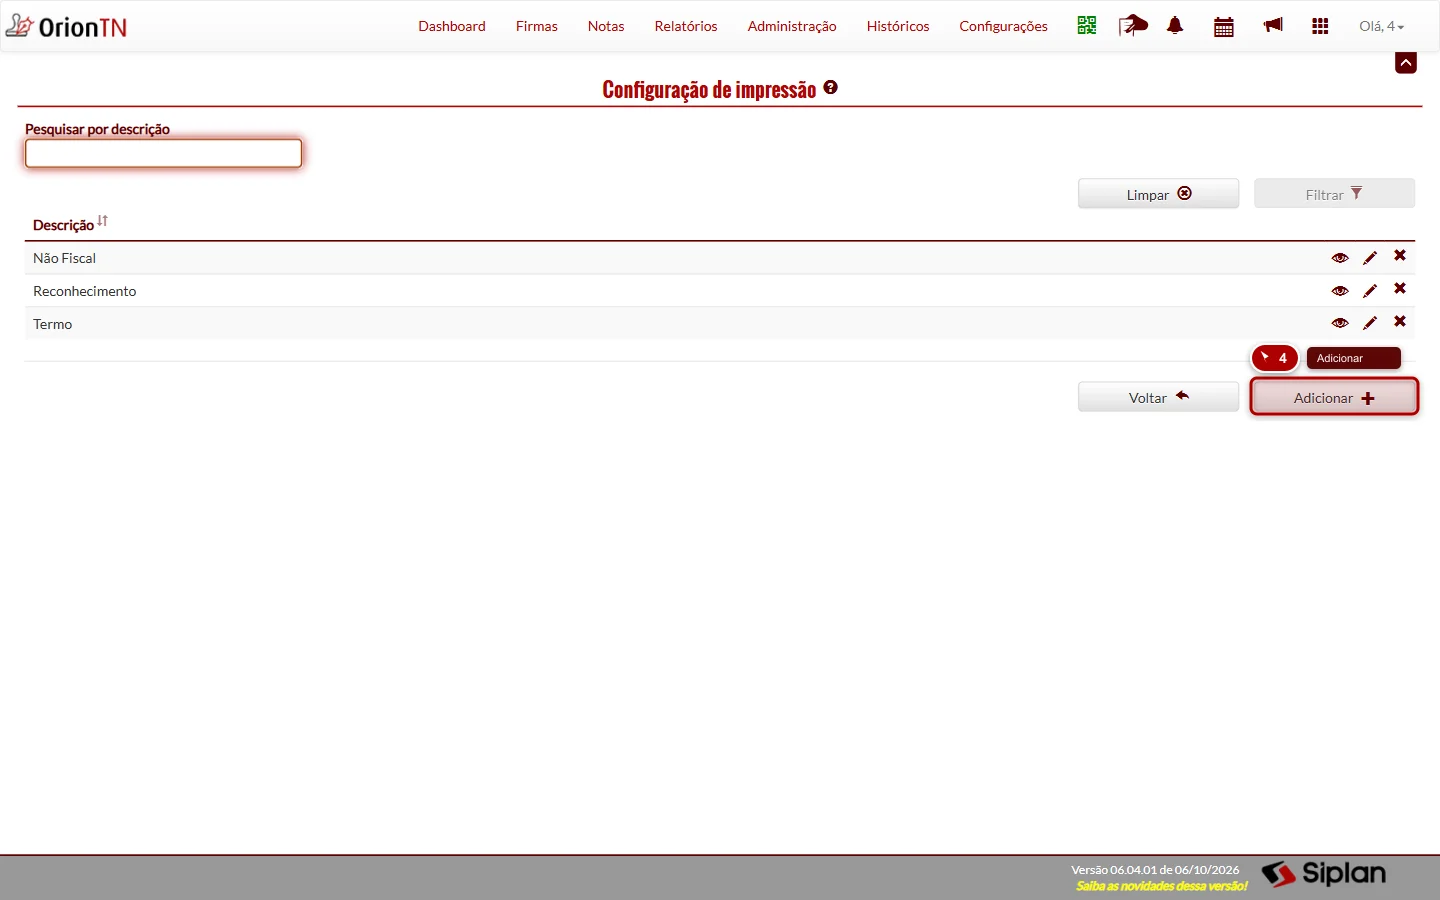 OrionTN
Dashboard Firmas Notas Relatórios Administração Históricos Configurações Olá, 4
Configuração de impressão ?
Pesquisar por descrição
Limpar Filtrar
Descrição
Não Fiscal
Reconhecimento
Termo
4 Adicionar
Voltar Adicionar
Versão 06.04.01 de 06/10/2026
Saiba as novidades dessa versão!
Siplan